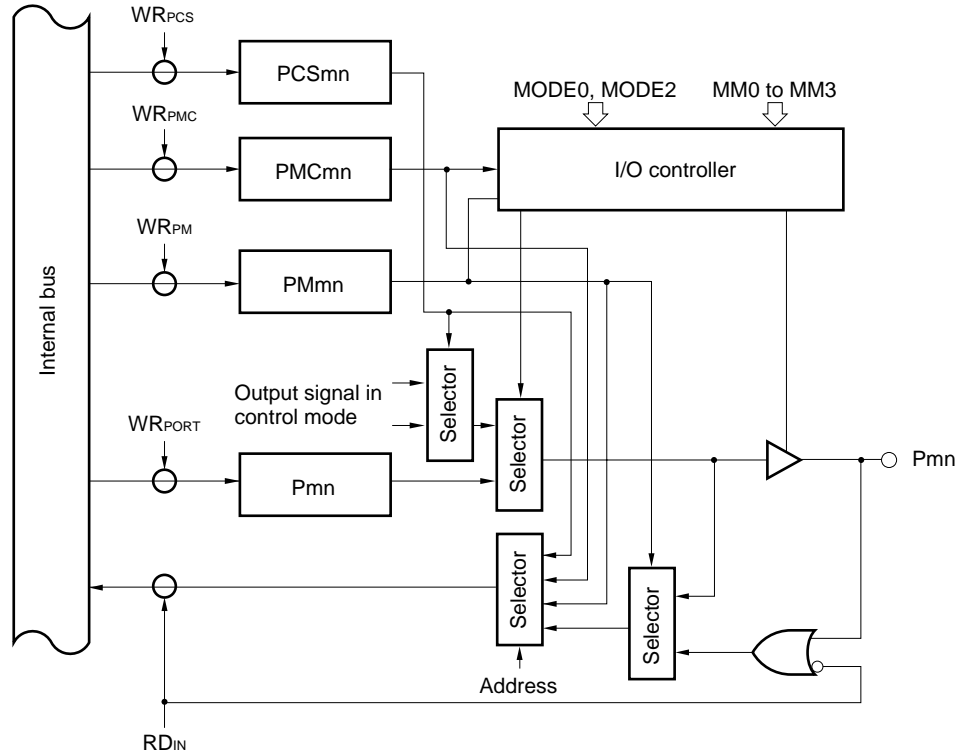 WRPCS
PCSmn
MODE0, MODE2
MM0 to MM3
WRPMC
PMCmn
I/O controller
WRPM
PMmn
Internal bus
Selector
Output signal in
control mode
Selector
WRPORT
Pmn
Pmn
Selector
Selector
Address
RDIN